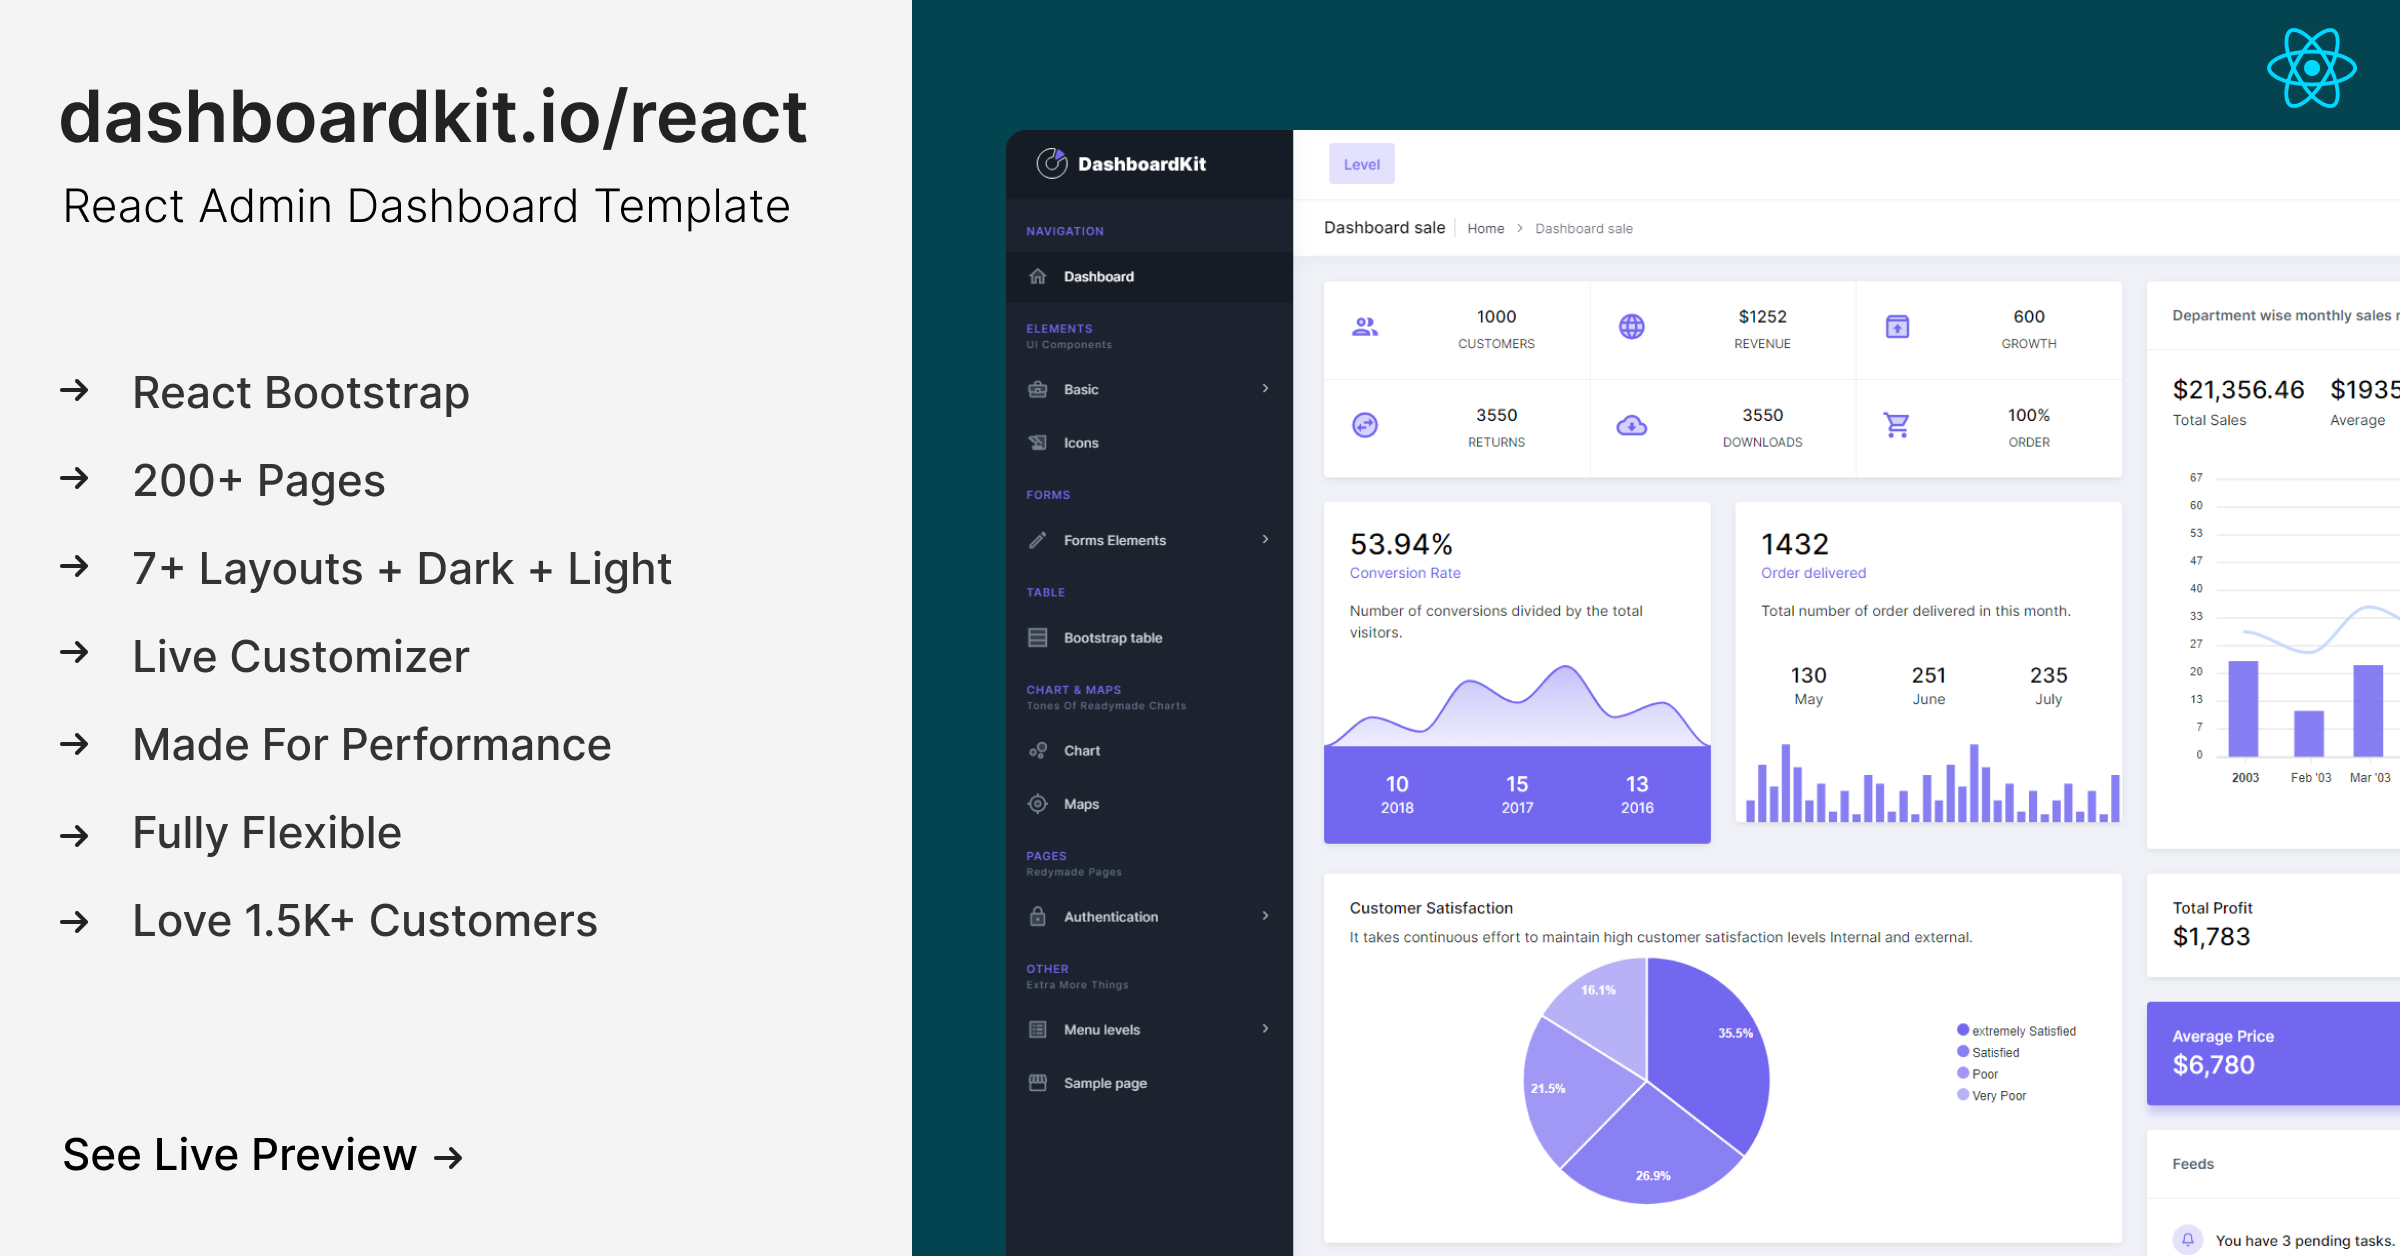 dashboardkit.io/react
React Admin Dashboard Template
React Bootstrap
200+ Pages
7+ Layouts + Dark + Light
Live Customizer
Made For Performance
Fully Flexible
Love 1.5K+ Customers
See Live Preview
DashboardKit
NAVIGATION
Dashboard
ELEMENTS
UI Components
Basic
Icons
FORMS
Forms Elements
TABLE
Bootstrap table
CHART & MAPS
Tones Of Readymade Charts
Chart
Maps
PAGES
Redymade Pages
Authentication
OTHER
Extra More Things
Menu levels
Sample page
Level
Dashboard sale Home > Dashboard sale
1000 $1252 600
CUSTOMERS REVENUE GROWTH
3550 3550 100%
RETURNS DOWNLOADS ORDER
53.94%
Conversion Rate
Number of conversions divided by the total
visitors.
10 15 13
2018 2017 2016
1432
Order delivered
Total number of order delivered in this month.
130 251 235
May June July
Department wise monthly sales
$21,356.46 $1935
Total Sales Average
67
60
53
47
40
33
27
20
13
7
0
2003 Feb '03 Mar '03
Customer Satisfaction
It takes continuous effort to maintain high customer satisfaction levels Internal and external.
16.1%
35.5%
21.5%
26.9%
extremely Satisfied
Satisfied
Poor
Very Poor
Total Profit
$1,783
Average Price
$6,780
Feeds
You have 3 pending tasks.